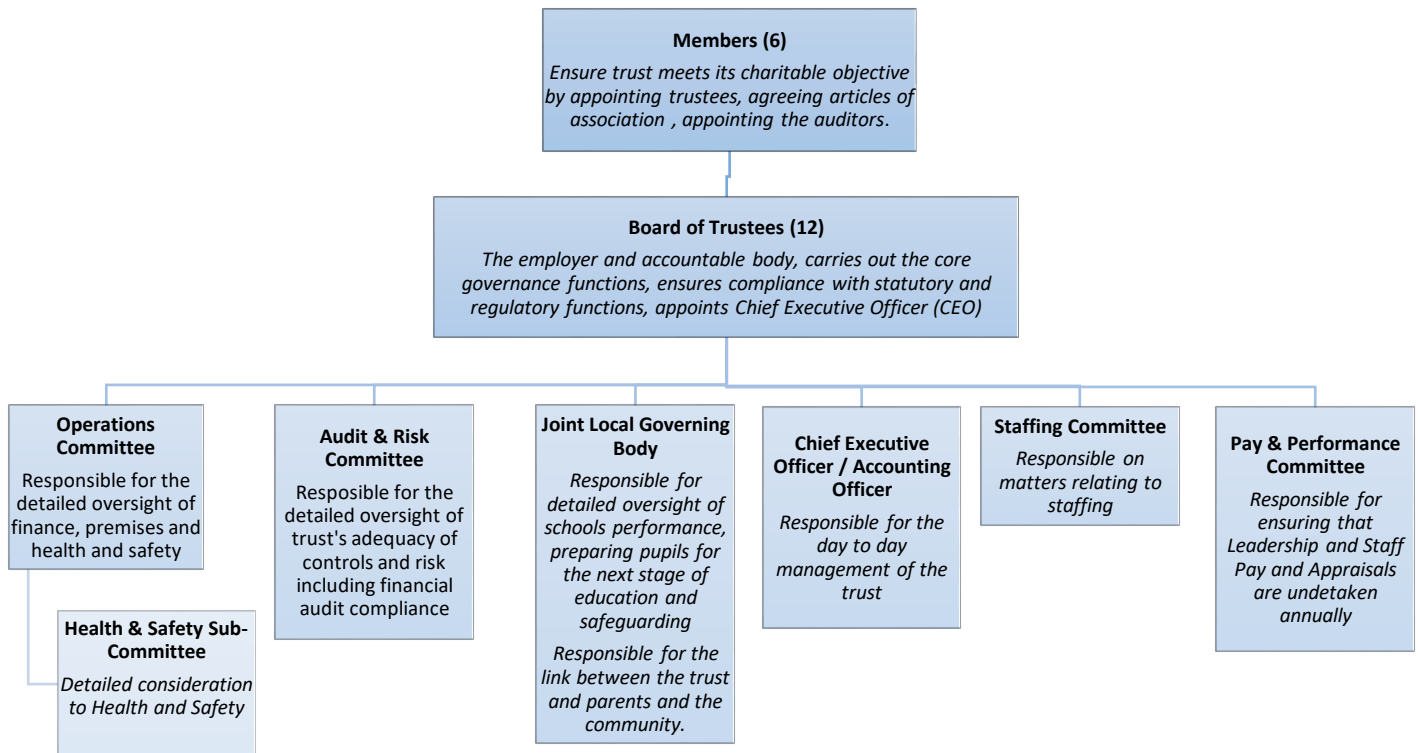 Members (6)
Ensure trust meets its charitable objective
by appointing trustees, agreeing articles of
association , appointing the auditors.
Board of Trustees (12)
The employer and accountable body, carries out the core
governance functions, ensures compliance with statutory and
regulatory functions, appoints Chief Executive Officer (CEO)
Operations
Committee
Responsible for the
detailed oversight of
finance, premises and
health and safety
Health & Safety Sub-
Committee
Detailed consideration
to Health and Safety
Audit & Risk
Committee
Resposible for the
detailed oversight of
trust's adequacy of
controls and risk
including financial
audit compliance
Joint Local Governing
Body
Responsible for
detailed oversight of
schools performance,
preparing pupils for
the next stage of
education and
safeguarding
Responsible for the
link between the trust
and parents and the
community.
Chief Executive
Officer / Accounting
Officer
Responsible for the
day to day
management of the
trust
Staffing Committee
Responsible on
matters relating to
staffing
Pay & Performance
Committee
Responsible for
ensuring that
Leadership and Staff
Pay and Appraisals
are undetaken
annually